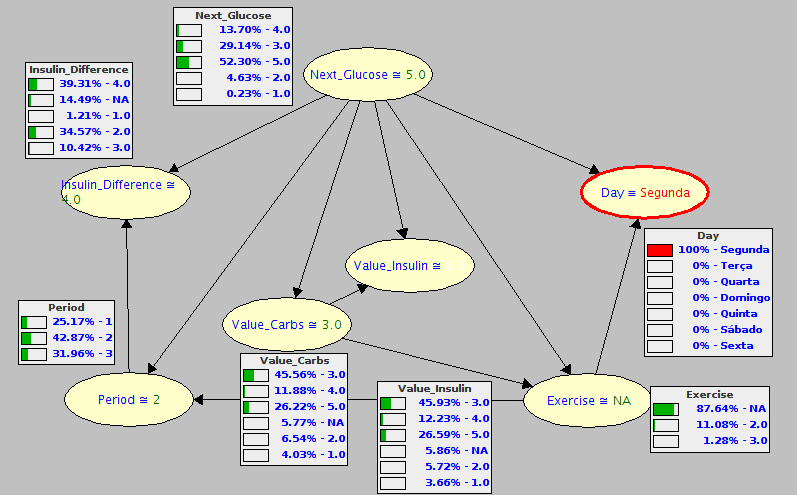 Next_Glucose
13.70% - 4.0
29.14% - 3.0
52.30% - 5.0
4.63% - 2.0
0.23% - 1.0
Next_Glucose ≅ 5.0
Insulin_Difference
39.31% - 4.0
14.49% - NA
1.21% - 1.0
34.57% - 2.0
10.42% - 3.0
Insulin_Difference ≅
4.0
Day = Segunda
Day
100% - Segunda
0% - Terça
0% - Quarta
0% - Domingo
0% - Quinta
0% - Sábado
0% - Sexta
Value_Insulin ≅
Value_Carbs ≅ 3.0
Period
25.17% - 1
42.87% - 2
31.96% - 3
Period ≅ 2
Value_Carbs
45.56% - 3.0
11.88% - 4.0
26.22% - 5.0
5.77% - NA
6.54% - 2.0
4.03% - 1.0
Value_Insulin
45.93% - 3.0
12.23% - 4.0
26.59% - 5.0
5.86% - NA
5.72% - 2.0
3.66% - 1.0
Exercise ≅ NA
Exercise
87.64% - NA
11.08% - 2.0
1.28% - 3.0